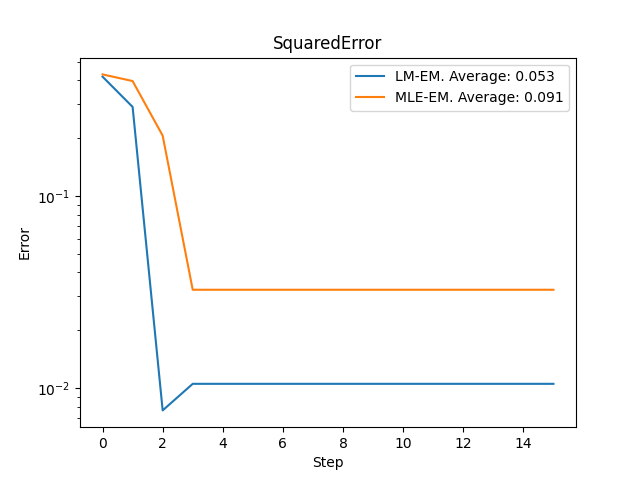 SquaredError
LM-EM. Average: 0.053
MLE-EM. Average: 0.091
10⁻¹
10⁻²
Error
0 2 4 6 8 10 12 14
Step